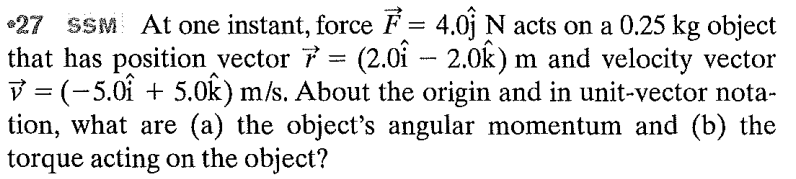 •27 SSM At one instant, force F⃗ = 4.0ĵ N acts on a 0.25 kg object
that has position vector r⃗ = (2.0î − 2.0k̂) m and velocity vector
v⃗ = (−5.0î + 5.0k̂) m/s. About the origin and in unit-vector nota-
tion, what are (a) the object's angular momentum and (b) the
torque acting on the object?